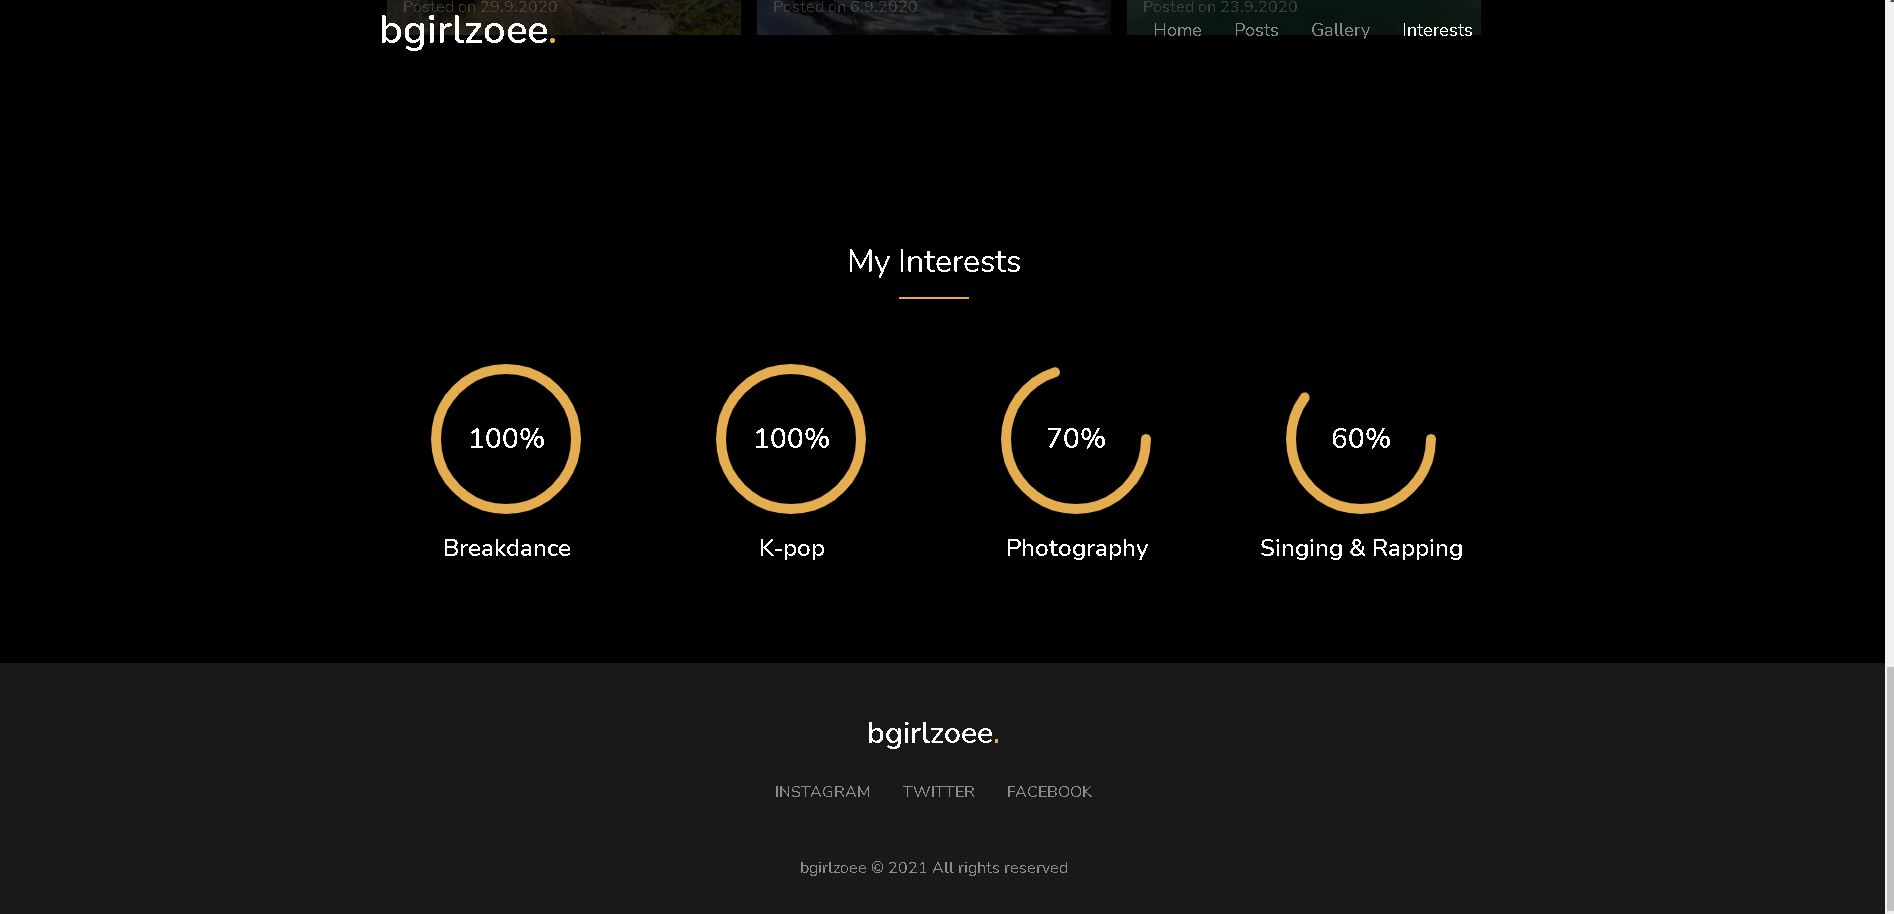 Posted on 29.9.2020 Posted on 6.9.2020 Posted on 23.9.2020
bgirlzoee. Home Posts Gallery Interests
My Interests
100% 100% 70% 60%
Breakdance K-pop Photography Singing & Rapping
bgirlzoee.
INSTAGRAM TWITTER FACEBOOK
bgirlzoee © 2021 All rights reserved